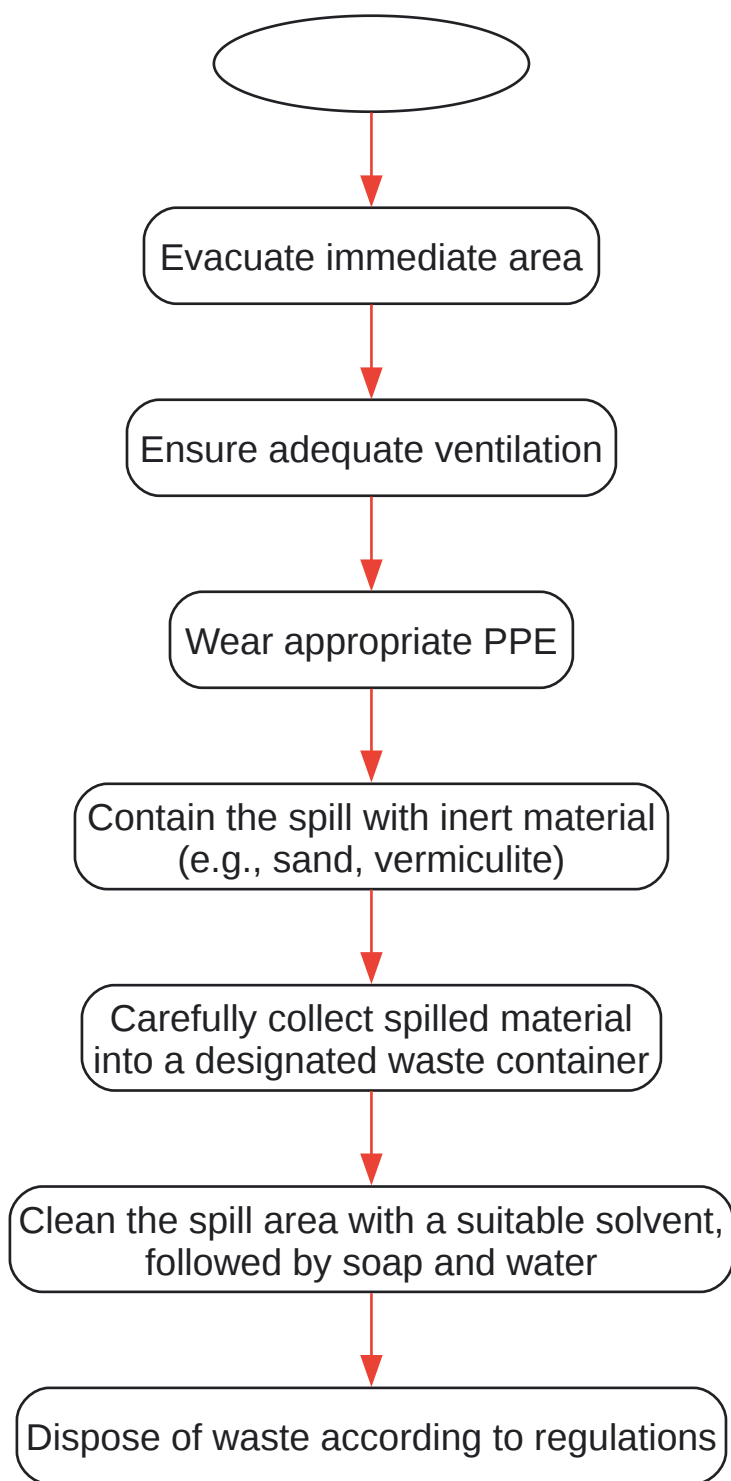 Evacuate immediate area
Ensure adequate ventilation
Wear appropriate PPE
Contain the spill with inert material
(e.g., sand, vermiculite)
Carefully collect spilled material
into a designated waste container
Clean the spill area with a suitable solvent,
followed by soap and water
Dispose of waste according to regulations